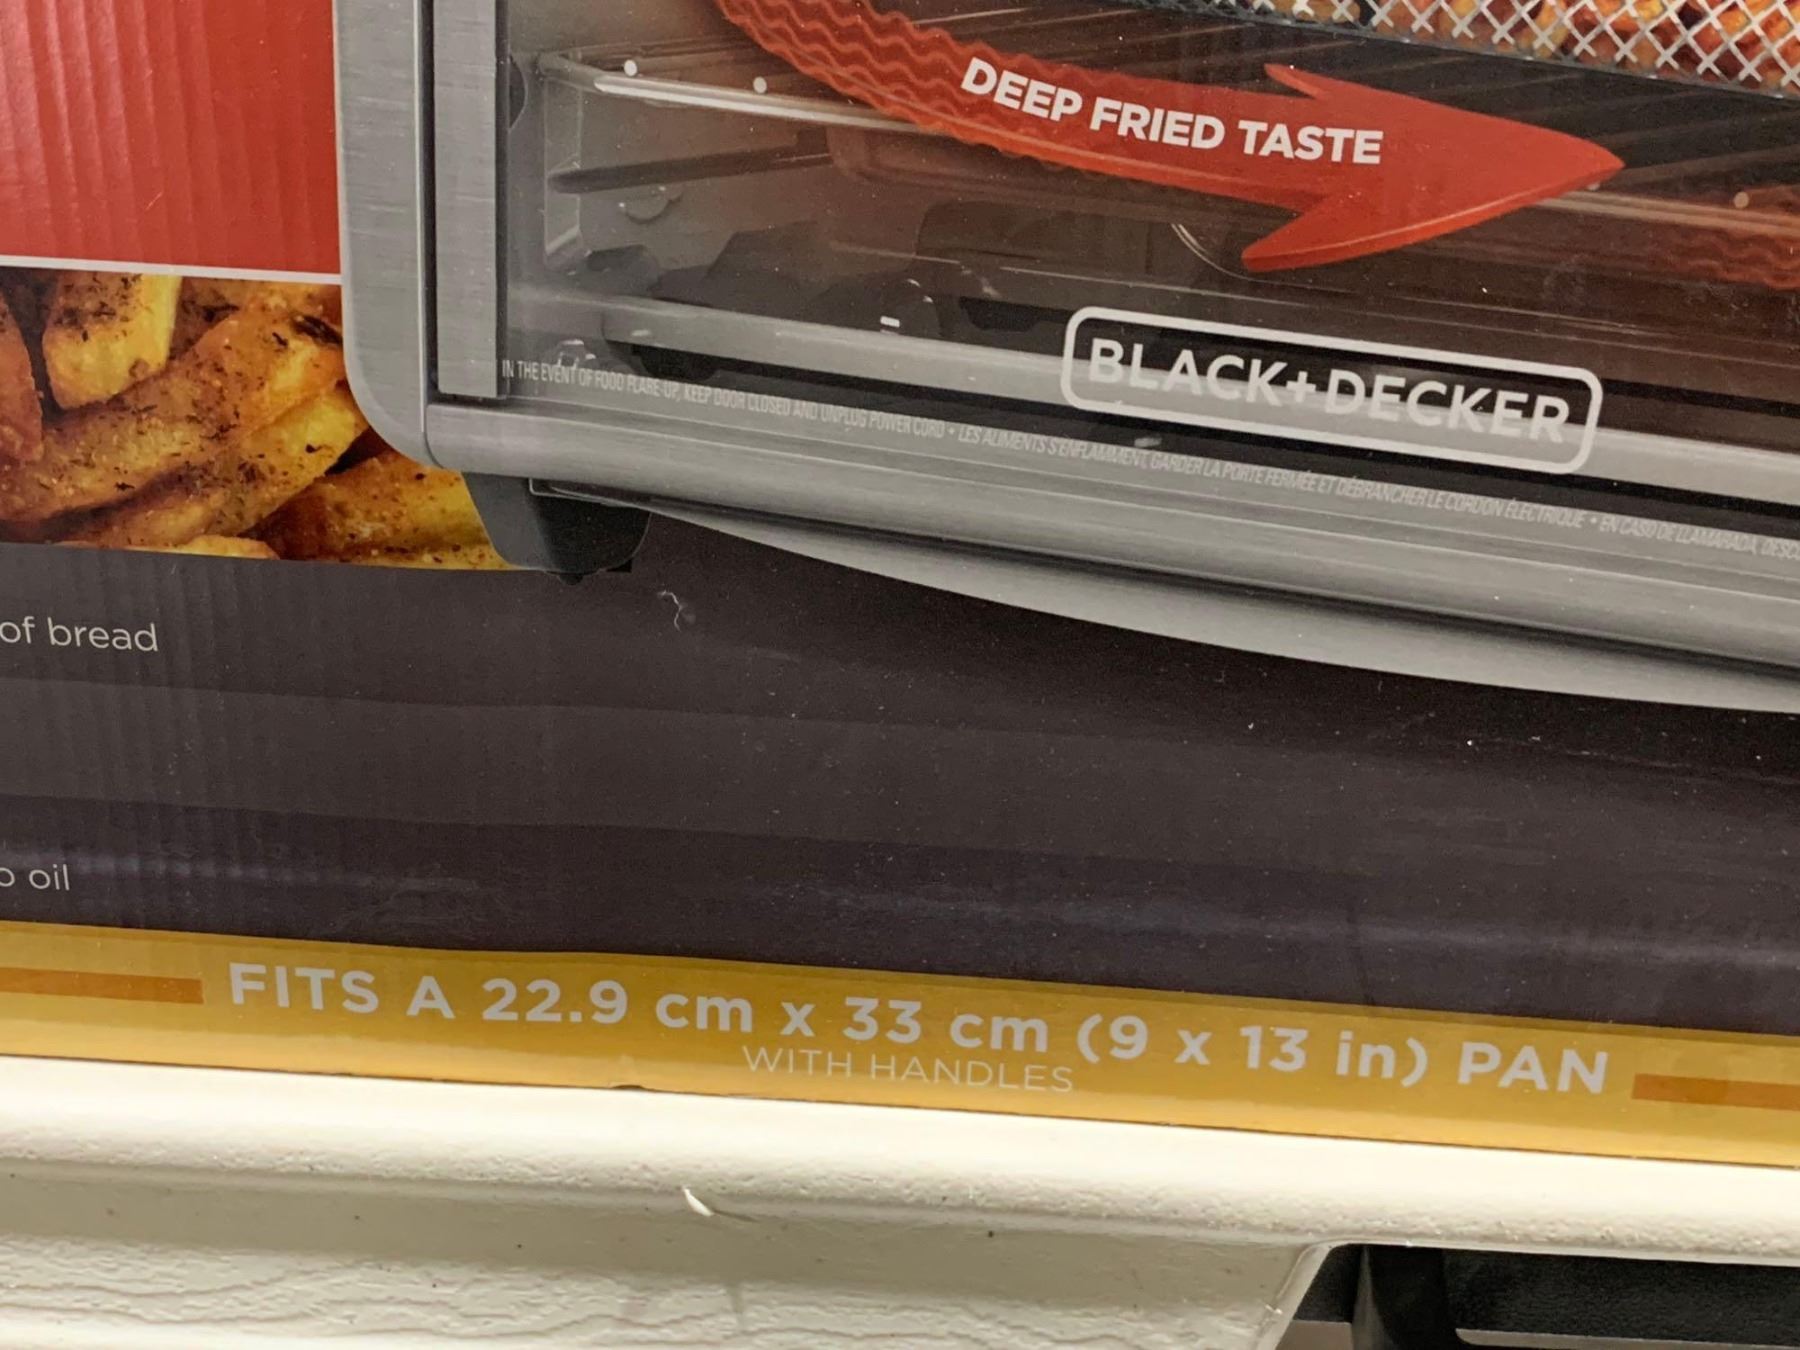 DEEP FRIED TASTE
BLACK+DECKER
IN THE EVENT OF FOOD FLARE-UP, KEEP DOOR CLOSED AND UNPLUG POWER CORD • LES ALIMENTS S'ENFLAMMENT, GARDER LA PORTE FERMÉE ET DÉBRANCHER LE CORDON ÉLECTRIQUE • EN CASO DE LLAMARADA,
of bread
oil
FITS A 22.9 cm x 33 cm (9 x 13 in) PAN
WITH HANDLES